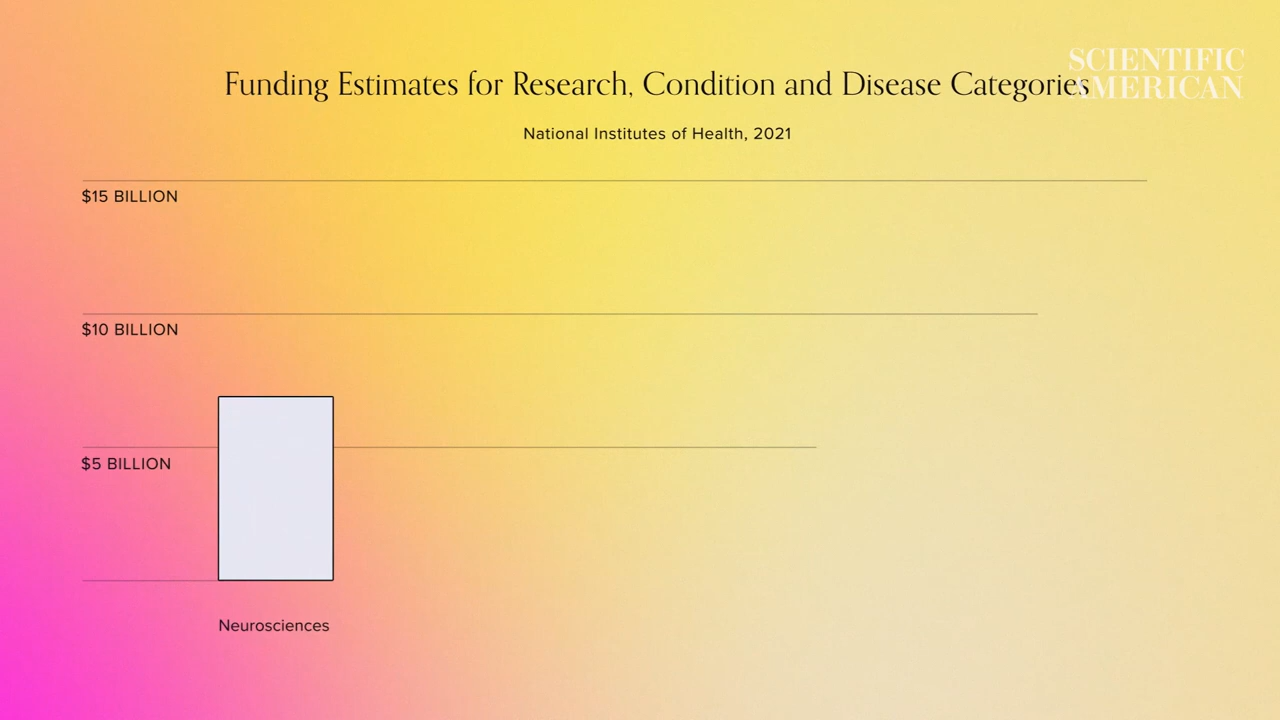 SCIENTIFIC
AMERICAN
Funding Estimates for Research, Condition and Disease Categories
National Institutes of Health, 2021
$15 BILLION
$10 BILLION
$5 BILLION
Neurosciences